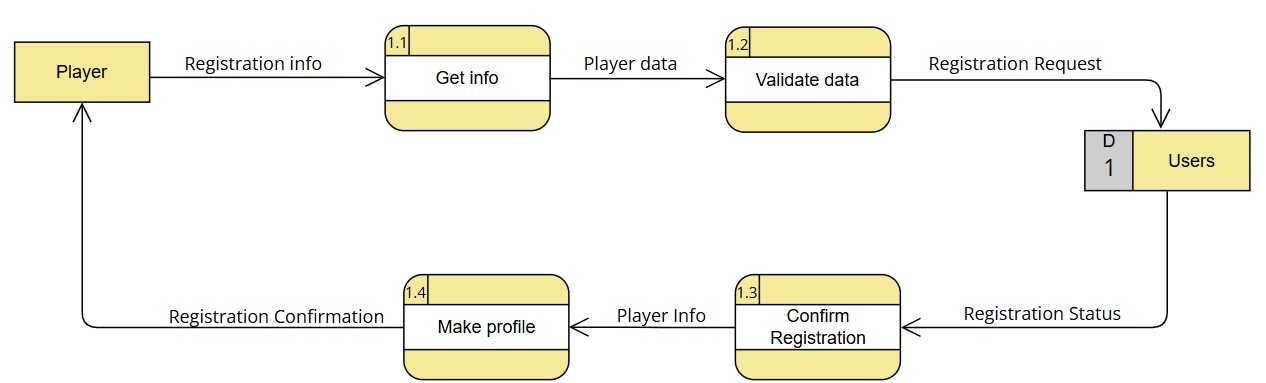 Player
Registration info
1.1
Get info
Player data
1.2
Validate data
Registration Request
D
1
Users
Registration Status
1.3
Confirm
Registration
Player Info
1.4
Make profile
Registration Confirmation